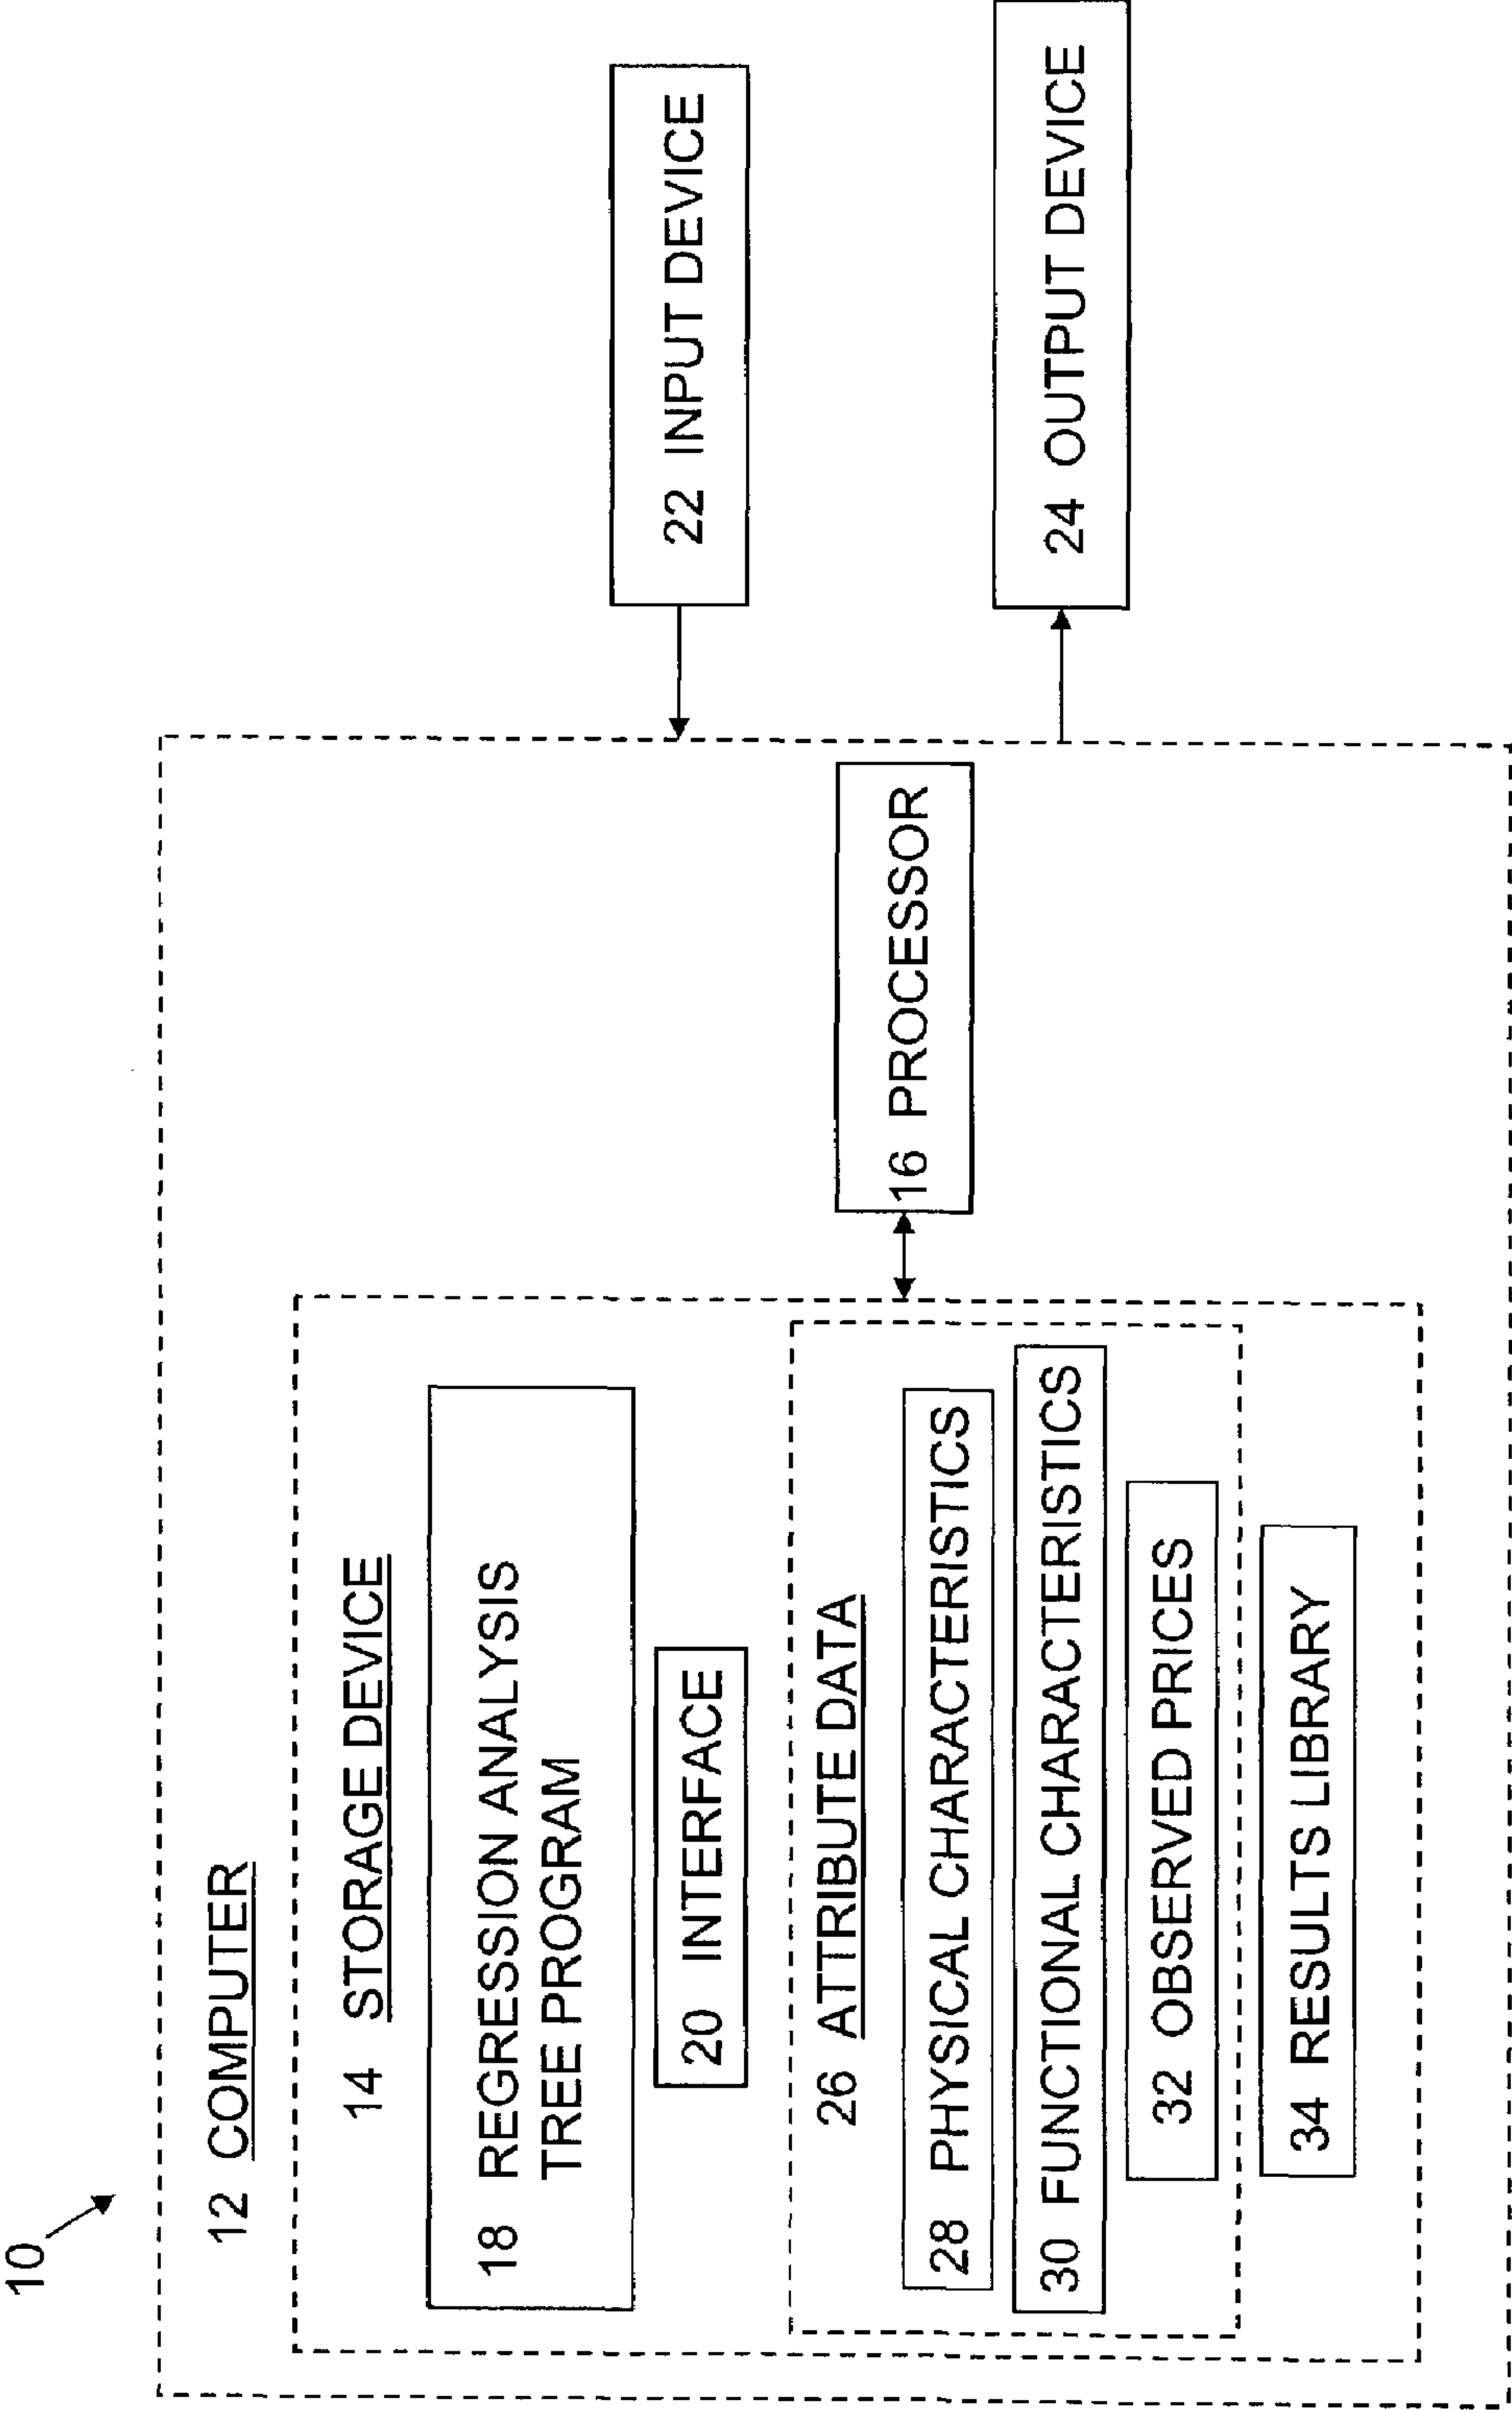 10
12 COMPUTER
14 STORAGE DEVICE
18 REGRESSION ANALYSIS
TREE PROGRAM
20 INTERFACE
26 ATTRIBUTE DATA
28 PHYSICAL CHARACTERISTICS
30 FUNCTIONAL CHARACTERISTICS
32 OBSERVED PRICES
34 RESULTS LIBRARY
16 PROCESSOR
22 INPUT DEVICE
24 OUTPUT DEVICE